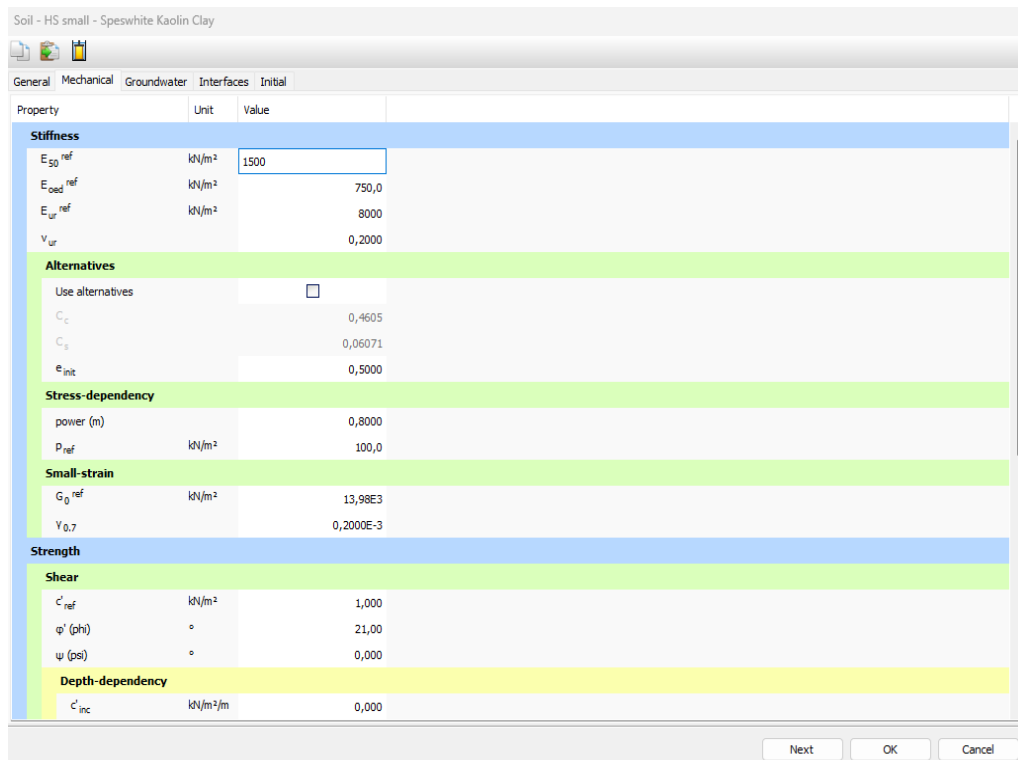 Soil - HS small - Speswhite Kaolin Clay
General Mechanical Groundwater Interfaces Initial
Property Unit Value
Stiffness
E50 ref kN/m² 1500
Eoed ref kN/m² 750,0
Eur ref kN/m² 8000
νur 0,2000
Alternatives
Use alternatives
Cc 0,4605
Cs 0,06071
einit 0,5000
Stress-dependency
power (m) 0,8000
pref kN/m² 100,0
Small-strain
G0 ref kN/m² 13,98E3
γ0.7 0,2000E-3
Strength
Shear
c'ref kN/m² 1,000
φ' (phi) ° 21,00
ψ (psi) ° 0,000
Depth-dependency
c'inc kN/m²/m 0,000
Next OK Cancel